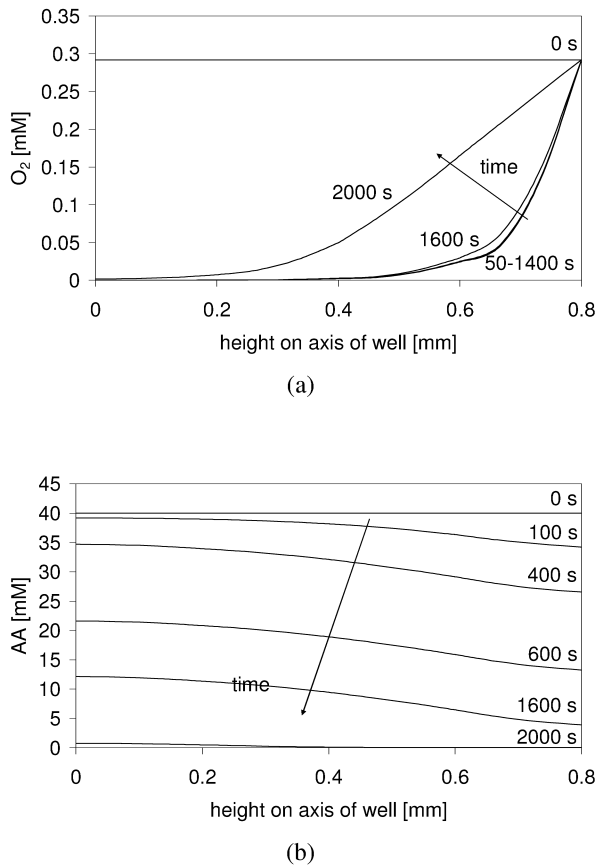 0.35
0.3
0.25
0.2
0.15
0.1
0.05
0
O2 [mM]
0 s
time
2000 s
1600 s
50-1400 s
0 0.2 0.4 0.6 0.8
height on axis of well [mm]
(a)
45
40
35
30
25
20
15
10
5
0
AA [mM]
0 s
100 s
400 s
600 s
time
1600 s
2000 s
0 0.2 0.4 0.6 0.8
height on axis of well [mm]
(b)